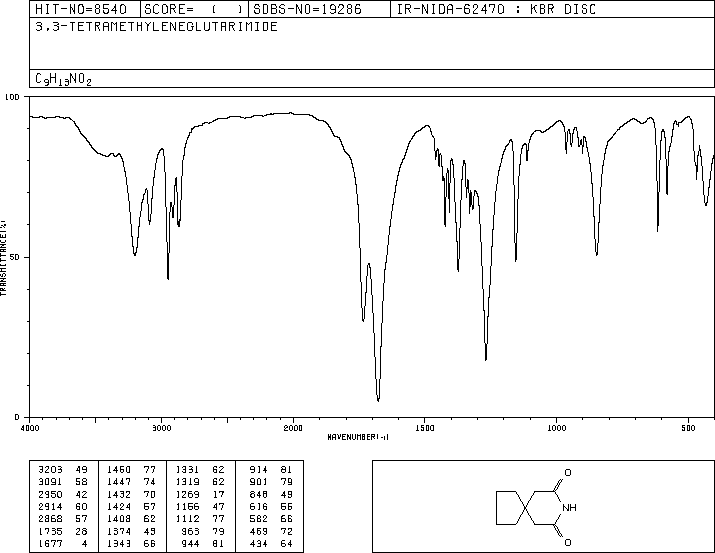 HIT-NO=8540 SCORE= ( ) SDBS-NO=19286 IR-NIDA-62470 : KBR DISC
3,3-TETRAMETHYLENEGLUTARIMIDE
C9H13NO2
100
50
0
TRANSMITTANCE(%)
4000 3000 2000 1500 1000 500
WAVENUMBER(-1)
3203 49 1460 77 1331 62 914 81
3091 58 1447 74 1319 62 901 79
2950 42 1432 70 1269 17 848 49
2914 60 1424 57 1156 47 616 56
2868 57 1408 62 1112 77 582 66
1735 28 1374 43 963 79 469 72
1677 4 1343 66 944 81 434 64
O
NH
O